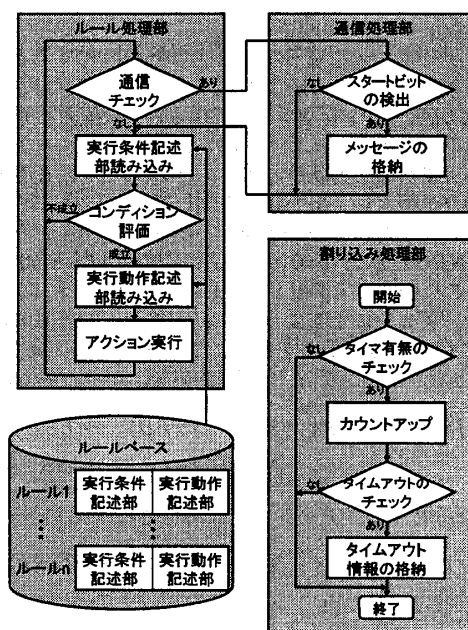 ルール処理部
通信
チェック
あり
なし
実行条件記述
部読み込み
コンディション
評価
不成立
成立
実行動作記述
部読み込み
アクション実行
ルールベース
ルール1
実行条件
記述部
実行動作
記述部
ルールn
実行条件
記述部
実行動作
記述部
通信処理部
スタートビット
の検出
なし
あり
メッセージの
格納
割り込み処理部
開始
タイマ有無の
チェック
なし
あり
カウントアップ
タイムアウトの
チェック
なし
あり
タイムアウト
情報の格納
終了